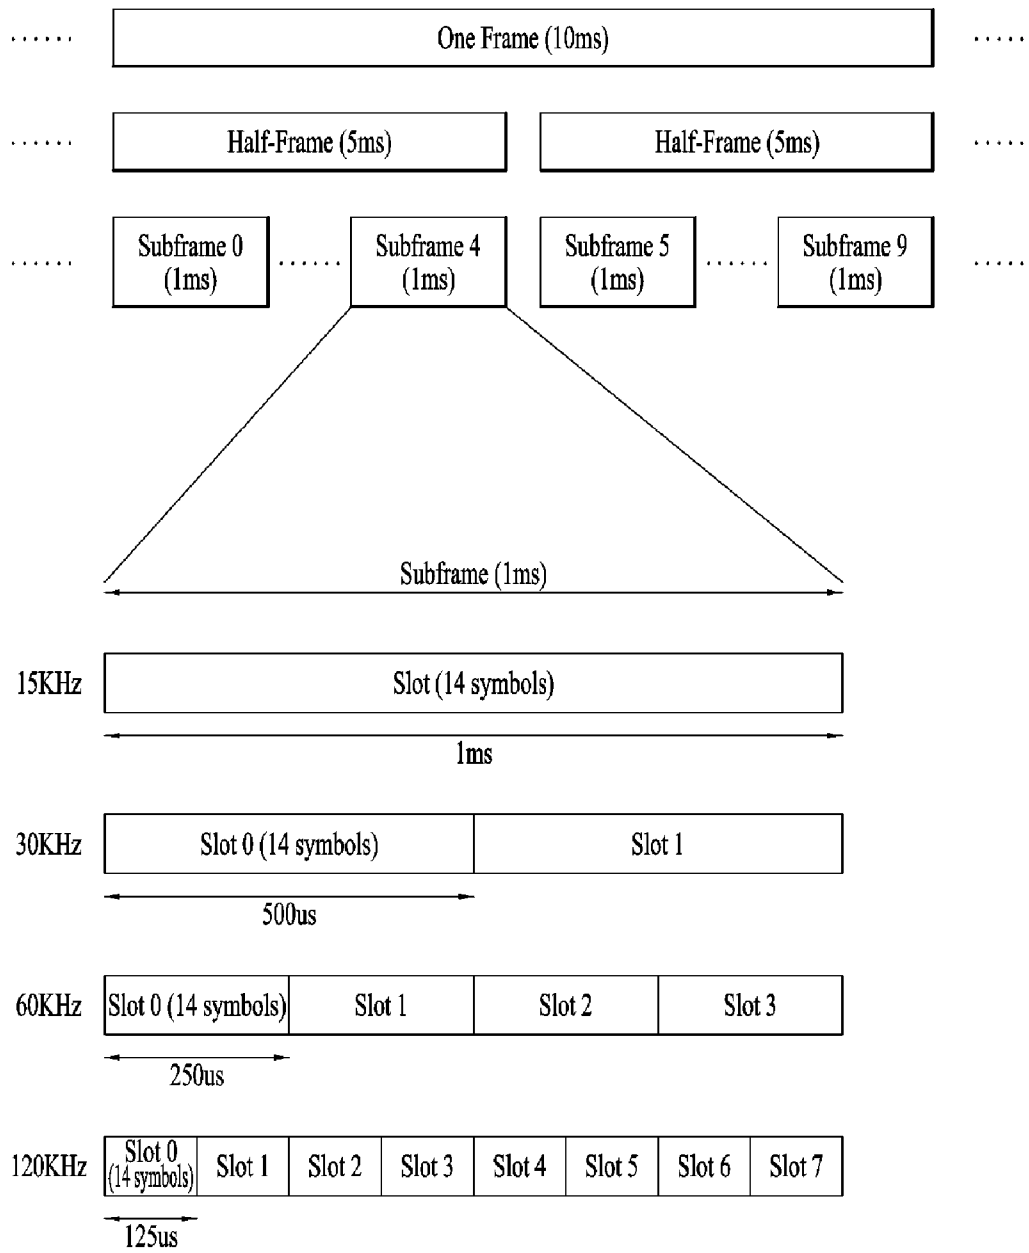 ...... One Frame (10ms) .....
...... Half-Frame (5ms) Half-Frame (5ms) .....
...... Subframe 0 (1ms) ...... Subframe 4 (1ms) Subframe 5 (1ms) ...... Subframe 9 (1ms) .....
Subframe (1ms)
15KHz Slot (14 symbols)
1ms
30KHz Slot 0 (14 symbols) Slot 1
500us
60KHz Slot 0 (14 symbols) Slot 1 Slot 2 Slot 3
250us
120KHz Slot 0 (14 symbols) Slot 1 Slot 2 Slot 3 Slot 4 Slot 5 Slot 6 Slot 7
125us